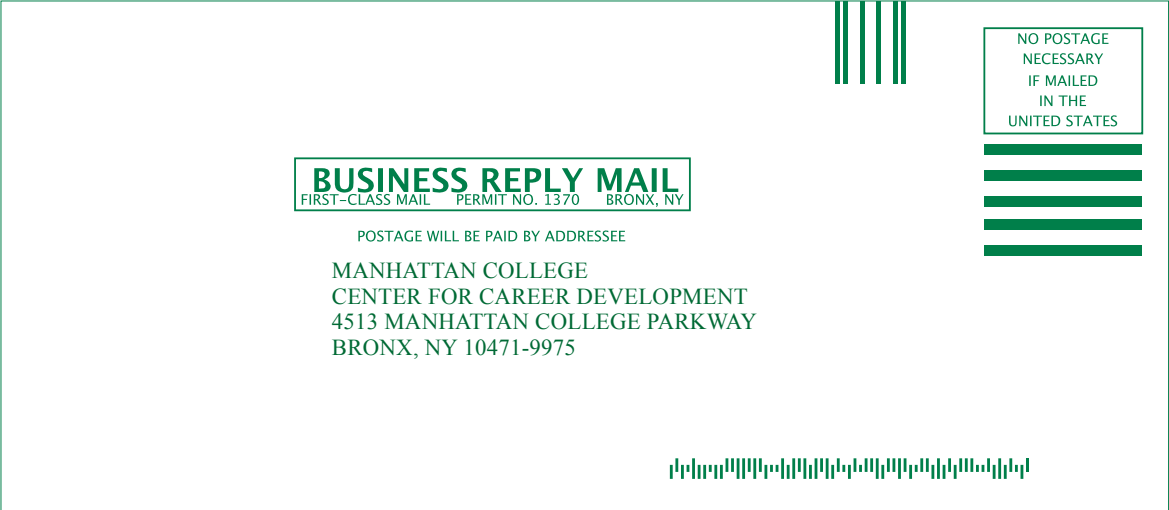 NO POSTAGE
NECESSARY
IF MAILED
IN THE
UNITED STATES
BUSINESS REPLY MAIL
FIRST-CLASS MAIL PERMIT NO. 1370 BRONX, NY
POSTAGE WILL BE PAID BY ADDRESSEE
MANHATTAN COLLEGE
CENTER FOR CAREER DEVELOPMENT
4513 MANHATTAN COLLEGE PARKWAY
BRONX, NY 10471-9975